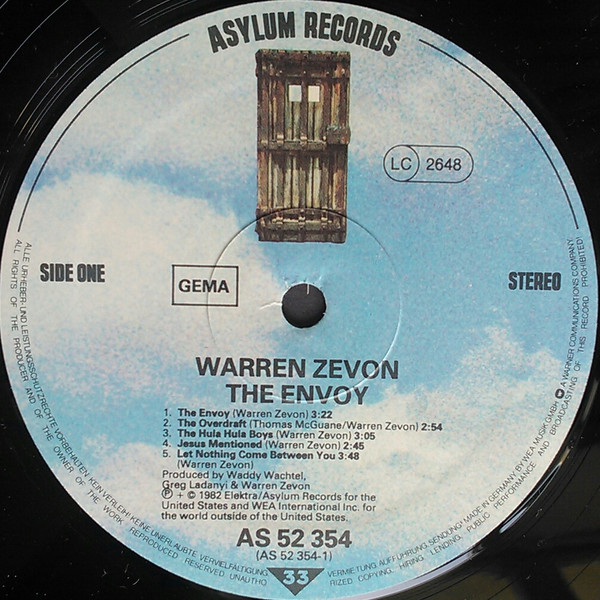 ASYLUM RECORDS
LC 2648
SIDE ONE
GEMA
STEREO
WARREN ZEVON
THE ENVOY
1. The Envoy (Warren Zevon) 3:22
2. The Overdraft (Thomas McGuane/Warren Zevon) 2:54
3. The Hula Hula Boys (Warren Zevon) 3:05
4. Jesus Mentioned (Warren Zevon) 2:45
5. Let Nothing Come Between You 3:48
(Warren Zevon)
Produced by Waddy Wachtel,
Greg Ladanyi & Warren Zevon
Ⓟ + © 1982 Elektra/Asylum Records for the
United States and WEA International Inc. for
the world outside of the United States.
AS 52 354
(AS 52 354-1)
33
ALLE URHEBER- UND LEISTUNGSSCHUTZRECHTE VORBEHALTEN. KEIN VERLEIH! KEINE UNERLAUBTE VERVIELFÄLTIGUNG, VERMIETUNG, AUFFÜHRUNG, SENDUNG! MADE IN GERMANY BY WEA MUSIK GMBH. A WARNER COMMUNICATIONS COMPANY
ALL RIGHTS OF THE PRODUCER AND OF THE OWNER OF THE WORK REPRODUCED RESERVED. UNAUTHORIZED COPYING, HIRING, LENDING, PUBLIC PERFORMANCE AND BROADCASTING OF THIS RECORD PROHIBITED!